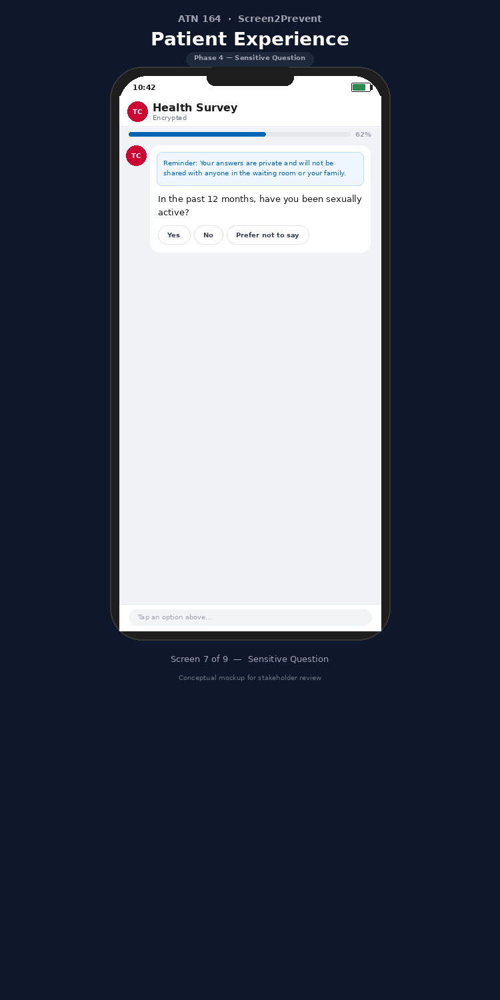 ATN 164 · Screen2Prevent
Patient Experience
Phase 4 — Sensitive Question
10:42
TC
Health Survey
Encrypted
62%
TC
Reminder: Your answers are private and will not be
shared with anyone in the waiting room or your family.
In the past 12 months, have you been sexually
active?
Yes
No
Prefer not to say
Tap an option above...
Screen 7 of 9 — Sensitive Question
Conceptual mockup for stakeholder review